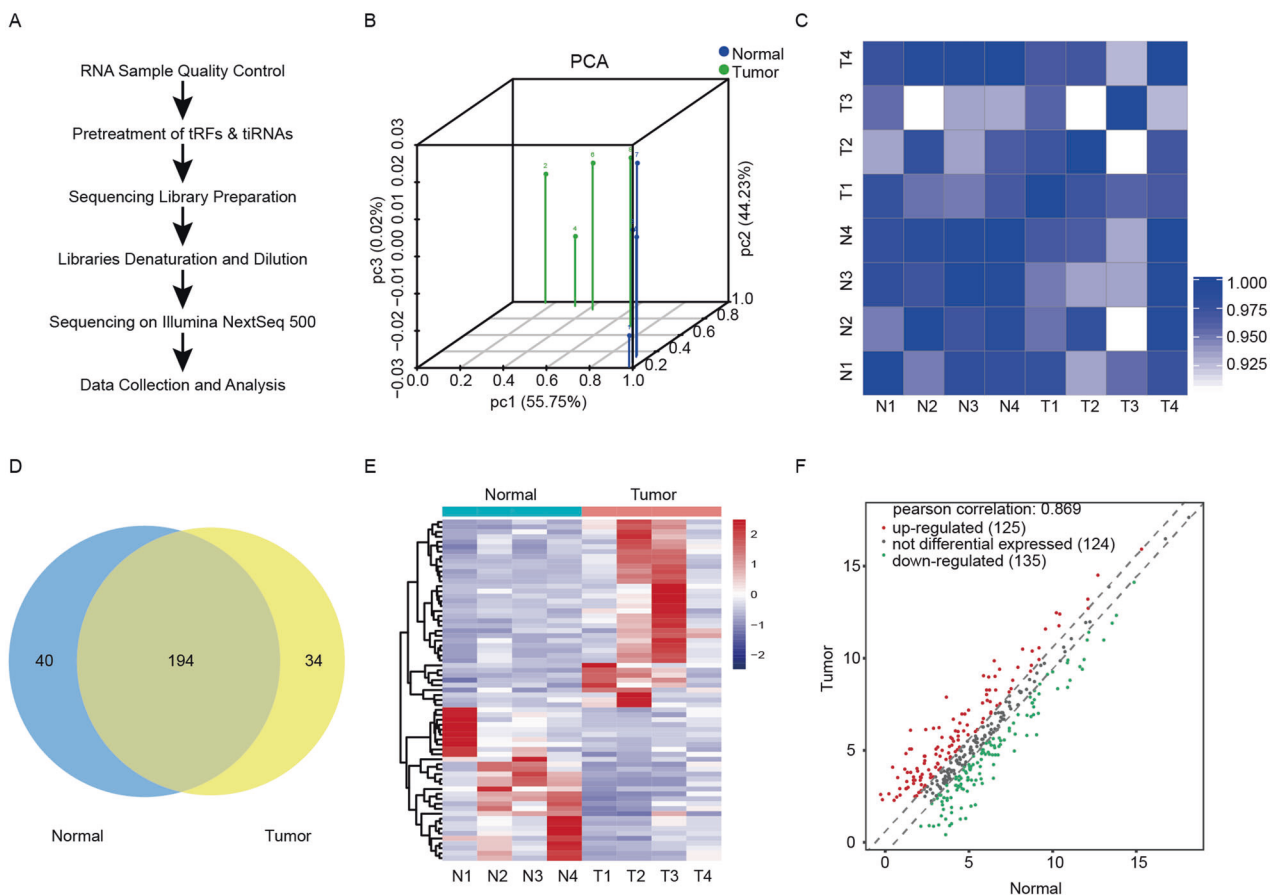 A
RNA Sample Quality Control
Pretreatment of tRFs & tiRNAs
Sequencing Library Preparation
Libraries Denaturation and Dilution
Sequencing on Illumina NextSeq 500
Data Collection and Analysis
B
PCA
Normal
Tumor
pc3 (0.02%)
0.03
0.02
0.01
0.00
−0.01
−0.02
−0.03
2
4
6
7
0.0
0.2
0.4
0.6
0.8
1.0
pc1 (55.75%)
0.2
0.4
0.6
0.8
1.0
pc2 (44.23%)
C
T4
T3
T2
T1
N4
N3
N2
N1
N1 N2 N3 N4 T1 T2 T3 T4
1.000
0.975
0.950
0.925
D
40
194
34
Normal
Tumor
E
Normal
Tumor
2
1
0
−1
−2
N1 N2 N3 N4 T1 T2 T3 T4
F
pearson correlation: 0.869
up-regulated (125)
not differential expressed (124)
down-regulated (135)
Tumor
15
10
5
0
0
5
10
15
Normal